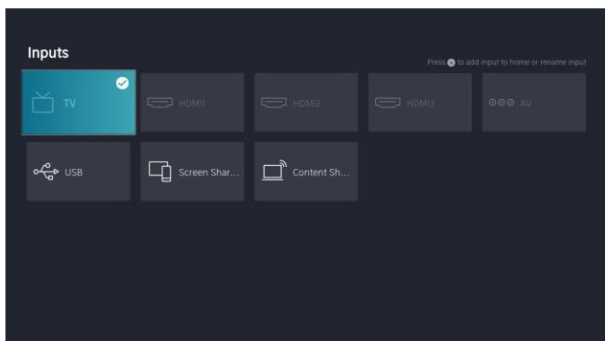 Inputs
Press to add input to home or rename input
TV
HDMI1
HDMI2
HDMI3
AV
USB
Screen Shar...
Content Sh...